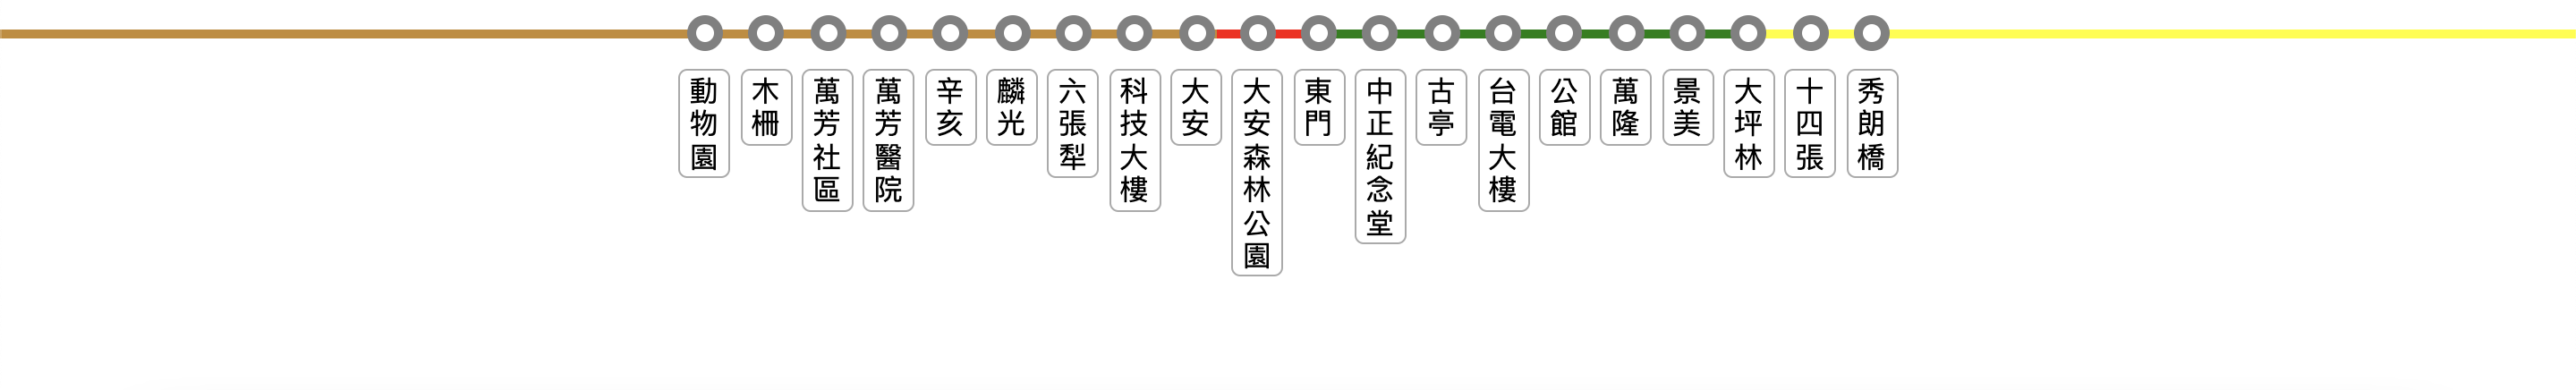 動物園
木柵
萬芳社區
萬芳醫院
辛亥
麟光
六張犁
科技大樓
大安
大安森林公園
東門
中正紀念堂
古亭
台電大樓
公館
萬隆
景美
大坪林
十四張
秀朗橋